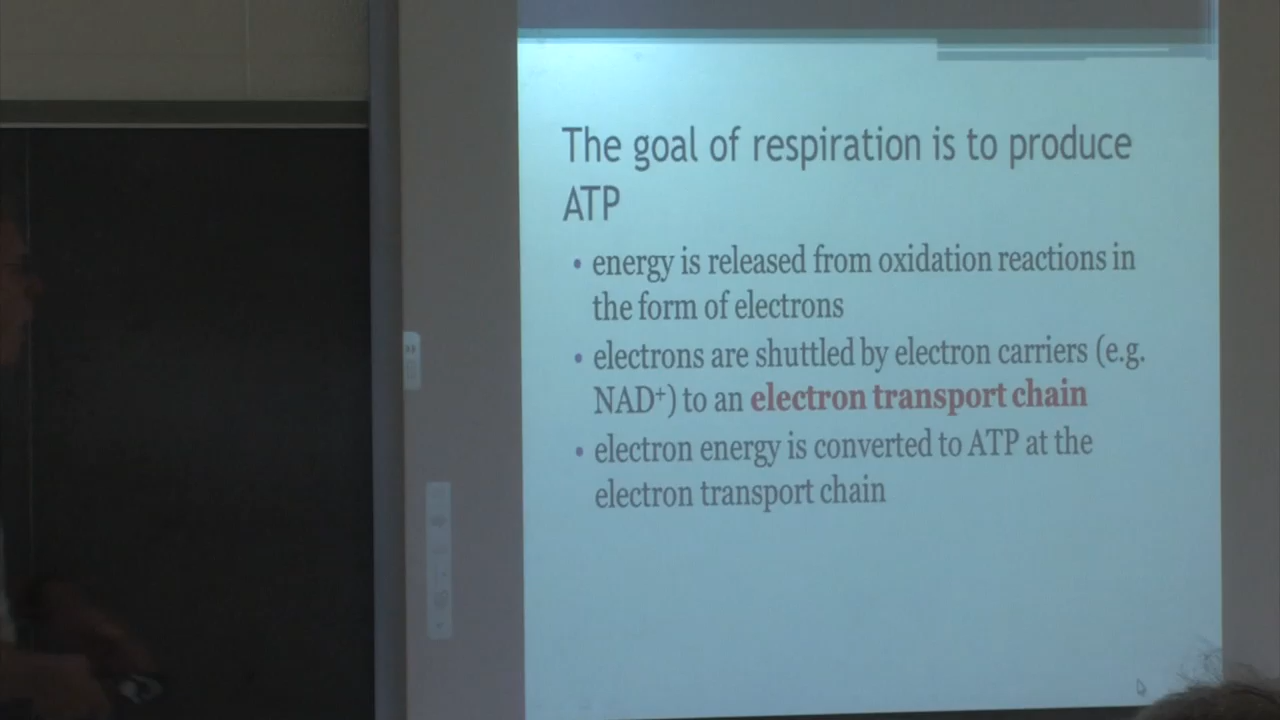 The goal of respiration is to produce
ATP
• energy is released from oxidation reactions in
the form of electrons
• electrons are shuttled by electron carriers (e.g.
NAD⁺) to an electron transport chain
• electron energy is converted to ATP at the
electron transport chain